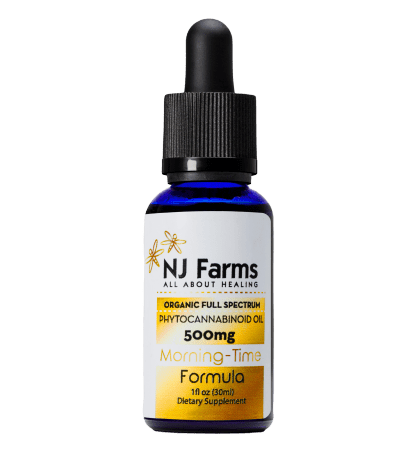 NJ Farms
ALL ABOUT HEALING
ORGANIC FULL SPECTRUM
PHYTOCANNABINOID OIL
500mg
Morning-Time
Formula
1fl oz (30ml)
Dietary Supplement